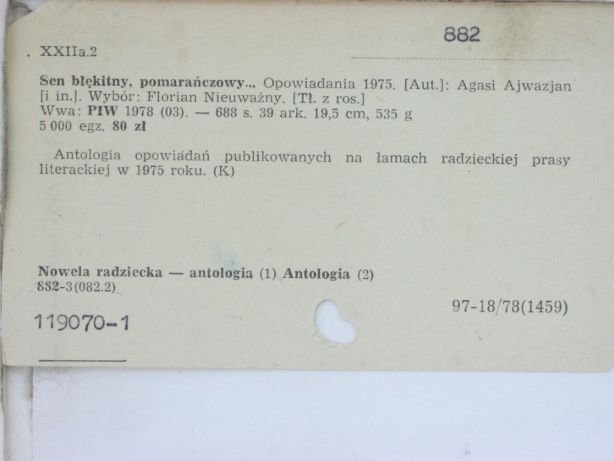 882
XXIIa.2
Sen błękitny, pomarańczowy... Opowiadania 1975. [Aut.]: Agasi Ajwazjan
[i in.]. Wybór: Florian Nieuważny. [Tł. z ros.]
Wwa: PIW 1978 (03). — 688 s. 39 ark. 19,5 cm, 535 g
5 000 egz. 80 zł
Antologia opowiadań publikowanych na łamach radzieckiej prasy
literackiej w 1975 roku. (K)
Nowela radziecka — antologia (1) Antologia (2)
882-3(082.2)
97-18/78(1459)
119070-1